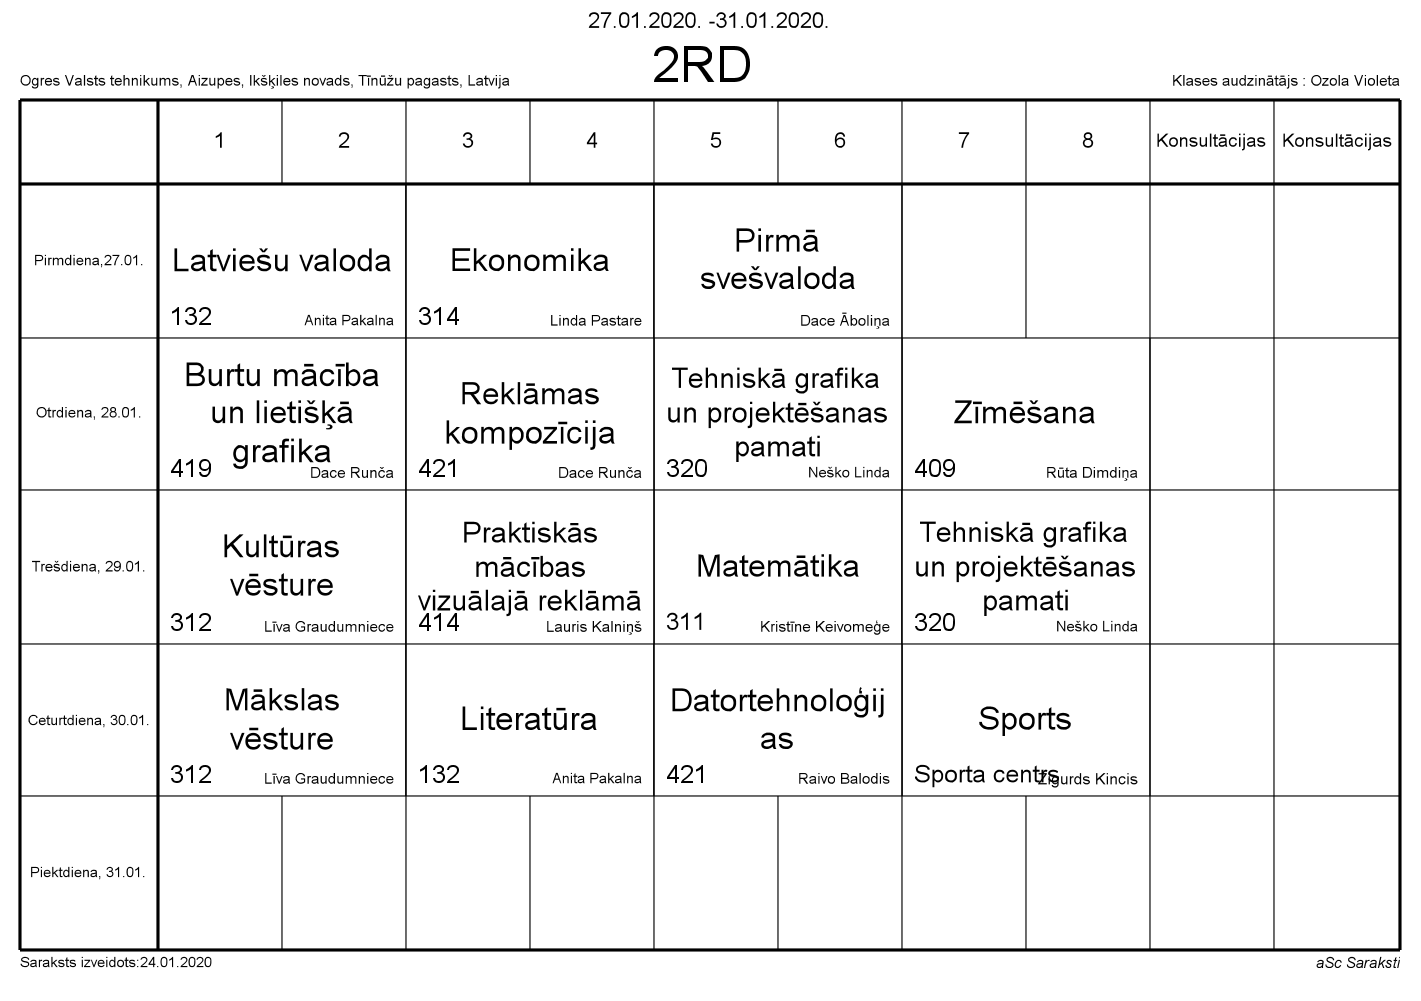 27.01.2020. -31.01.2020.
2RD
Ogres Valsts tehnikums, Aizupes, Ikšķiles novads, Tīnūžu pagasts, Latvija
Klases audzinātājs : Ozola Violeta
1 2 3 4 5 6 7 8 Konsultācijas Konsultācijas
Pirmdiena,27.01.
Latviešu valoda
132 Anita Pakalna
Ekonomika
314 Linda Pastare
Pirmā
svešvaloda
Dace Āboliņa
Otrdiena, 28.01.
Burtu mācība
un lietišķā
grafika
419 Dace Runča
Reklāmas
kompozīcija
421 Dace Runča
Tehniskā grafika
un projektēšanas
pamati
320 Neško Linda
Zīmēšana
409 Rūta Dimdiņa
Trešdiena, 29.01.
Kultūras
vēsture
312 Līva Graudumniece
Praktiskās
mācības
vizuālajā reklāmā
414 Lauris Kalniņš
Matemātika
311 Kristīne Keivomeģe
Tehniskā grafika
un projektēšanas
pamati
320 Neško Linda
Ceturtdiena, 30.01.
Mākslas
vēsture
312 Līva Graudumniece
Literatūra
132 Anita Pakalna
Datortehnoloģij
as
421 Raivo Balodis
Sports
Sporta centrs Zigurds Kincis
Piektdiena, 31.01.
Saraksts izveidots:24.01.2020
aSc Saraksti